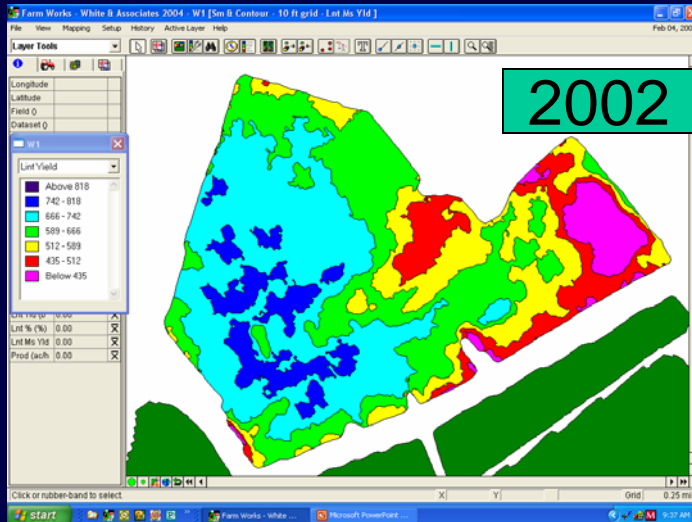 Farm Works - White & Associates 2004 - W1 [Sm & Contour - 10 ft grid - Lnt Ms Yld ]
File View Mapping Setup History Active Layer Help
Feb 04, 200
Layer Tools
2002
Longitude
Latitude
Field ()
Dataset ()
W1
Lint Yield
Above 818
742 - 818
666 - 742
589 - 666
512 - 589
435 - 512
Below 435
Lnt % (%) 0.00
Lnt Ms Yld 0.00
Prod (ac/h 0.00
Click or rubber-band to select.
X
Y
Grid
0.25 mi
start
Farm Works - White ...
Microsoft PowerPoint ...
9:37 AM